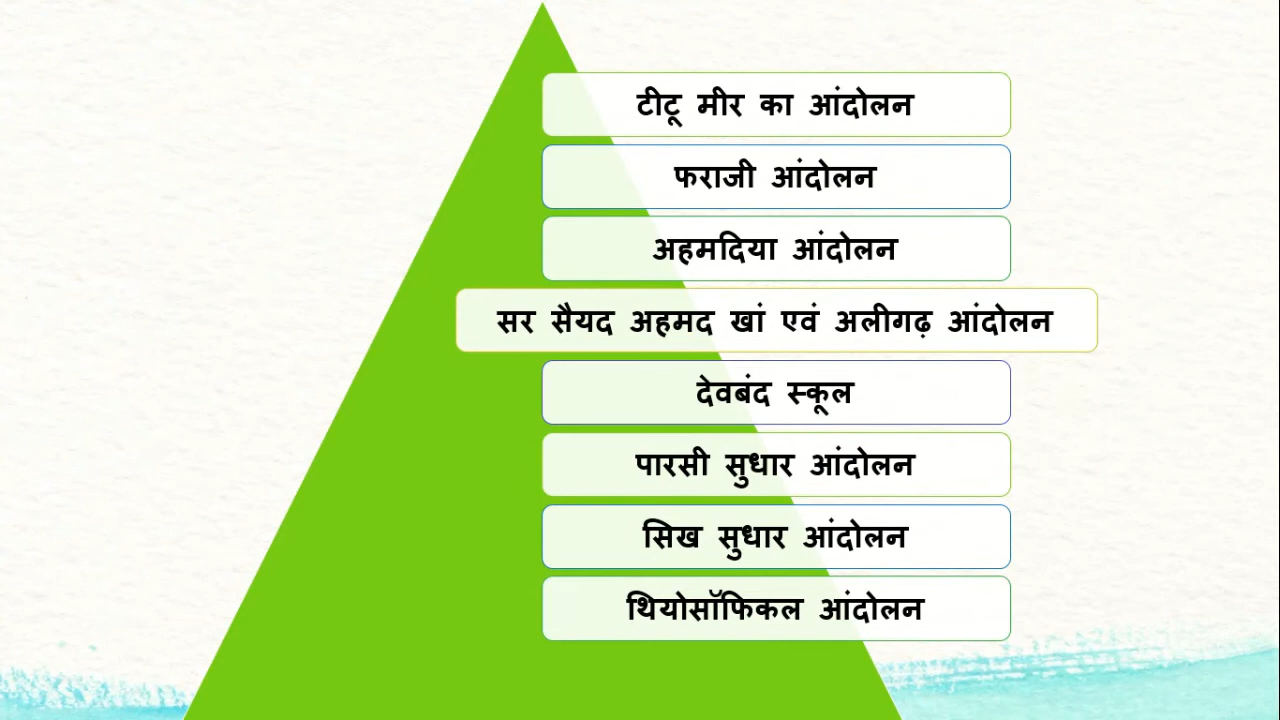 टीटू मीर का आंदोलन
फराजी आंदोलन
अहमदिया आंदोलन
सर सैयद अहमद खां एवं अलीगढ़ आंदोलन
देवबंद स्कूल
पारसी सुधार आंदोलन
सिख सुधार आंदोलन
थियोसॉफिकल आंदोलन